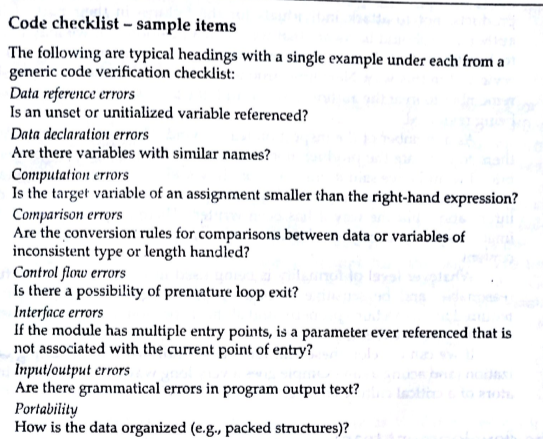 Code checklist – sample items
The following are typical headings with a single example under each from a
generic code verification checklist:
Data reference errors
Is an unset or unitialized variable referenced?
Data declaration errors
Are there variables with similar names?
Computation errors
Is the target variable of an assignment smaller than the right-hand expression?
Comparison errors
Are the conversion rules for comparisons between data or variables of
inconsistent type or length handled?
Control flow errors
Is there a possibility of premature loop exit?
Interface errors
If the module has multiple entry points, is a parameter ever referenced that is
not associated with the current point of entry?
Input/output errors
Are there grammatical errors in program output text?
Portability
How is the data organized (e.g., packed structures)?